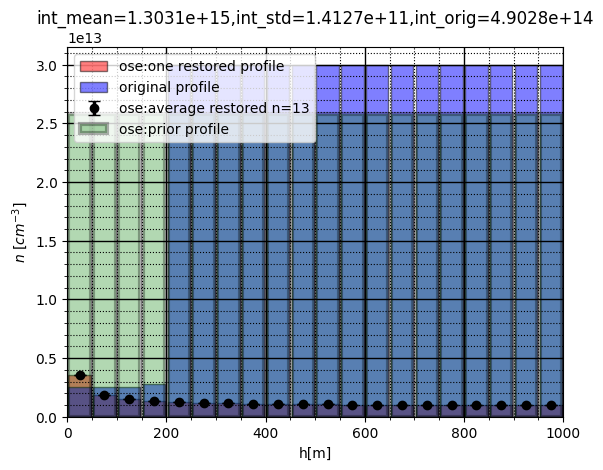 int_mean=1.3031e+15,int_std=1.4127e+11,int_orig=4.9028e+14
1e13
ose:one restored profile
original profile
ose:average restored n=13
ose:prior profile
3.0
2.5
2.0
1.5
1.0
0.5
0.0
n [cm⁻³]
0 200 400 600 800 1000
h[m]